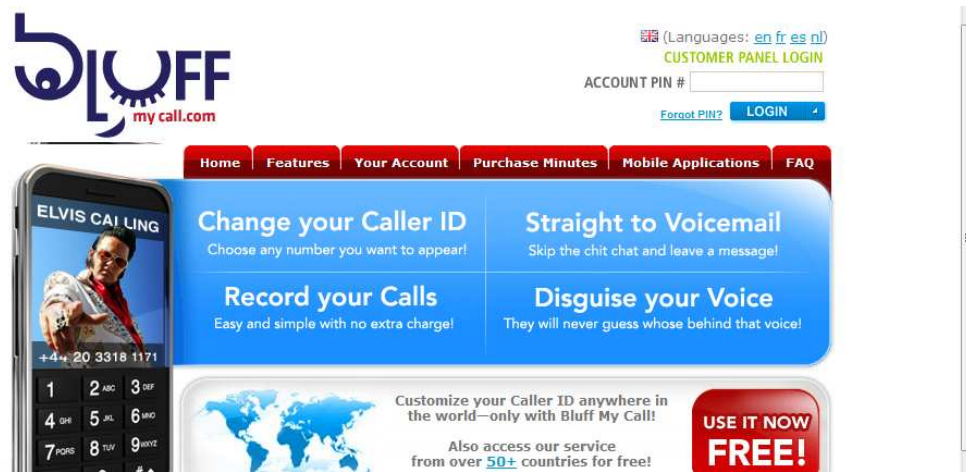 bluff
my call.com
(Languages: en fr es nl)
CUSTOMER PANEL LOGIN
ACCOUNT PIN #
Forgot PIN? LOGIN
Home Features Your Account Purchase Minutes Mobile Applications FAQ
ELVIS CALLING
+44 20 3318 1171
1 2 ABC 3 DEF
4 GHI 5 JKL 6 MNO
7 PQRS 8 TUV 9 WXYZ
#
Change your Caller ID
Choose any number you want to appear!
Straight to Voicemail
Skip the chit chat and leave a message!
Record your Calls
Easy and simple with no extra charge!
Disguise your Voice
They will never guess whose behind that voice!
Customize your Caller ID anywhere in
the world—only with Bluff My Call!
Also access our service
from over 50+ countries for free!
USE IT NOW
FREE!